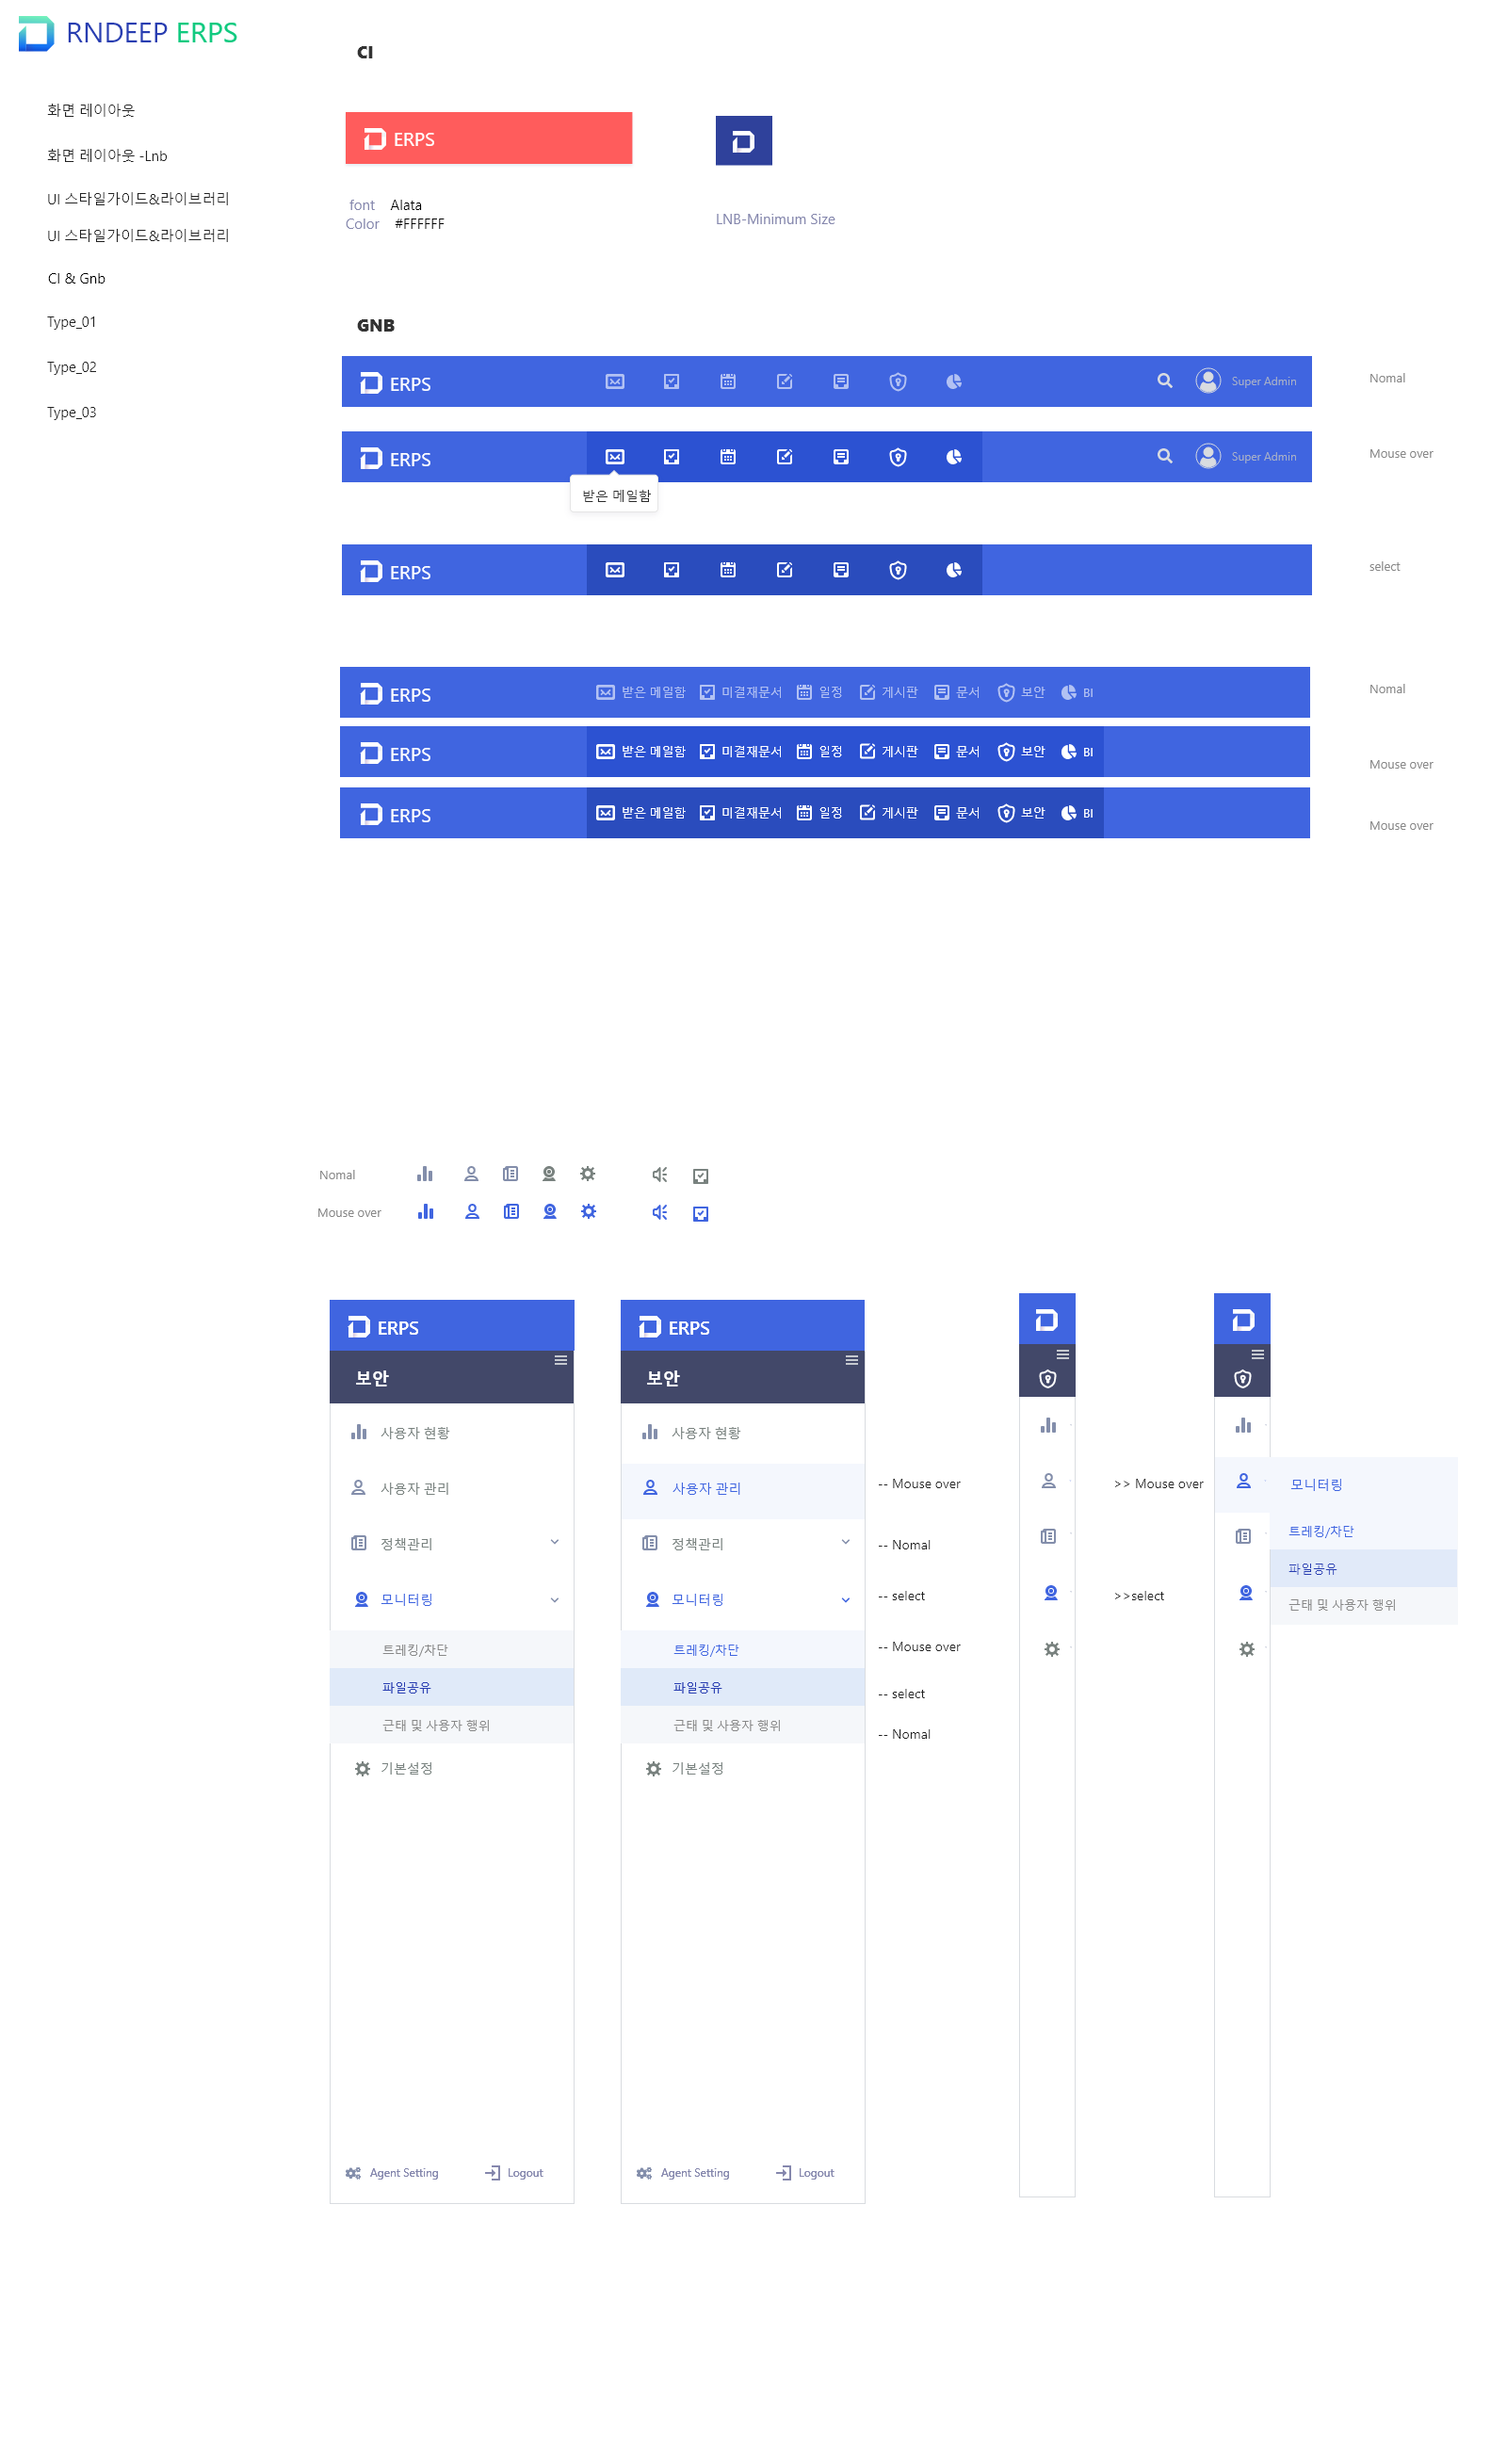 RNDEEP ERPS
화면 레이아웃
화면 레이아웃 -Lnb
UI 스타일가이드&라이브러리
UI 스타일가이드&라이브러리
CI & Gnb
Type_01
Type_02
Type_03
CI
ERPS
font Alata
Color #FFFFFF
LNB-Minimum Size
GNB
ERPS Super Admin Nomal
ERPS Super Admin Mouse over
받은 메일함
ERPS select
ERPS 받은 메일함 미결재문서 일정 게시판 문서 보안 BI Nomal
ERPS 받은 메일함 미결재문서 일정 게시판 문서 보안 BI Mouse over
ERPS 받은 메일함 미결재문서 일정 게시판 문서 보안 BI Mouse over
Nomal
Mouse over
ERPS
보안
사용자 현황
사용자 관리
정책관리
모니터링
트레킹/차단
파일공유
근태 및 사용자 행위
기본설정
Agent Setting Logout
ERPS
보안
사용자 현황
사용자 관리
정책관리
모니터링
트레킹/차단
파일공유
근태 및 사용자 행위
기본설정
Agent Setting Logout
-- Mouse over
-- Nomal
-- select
-- Mouse over
-- select
-- Nomal
>> Mouse over
>>select
모니터링
트레킹/차단
파일공유
근태 및 사용자 행위